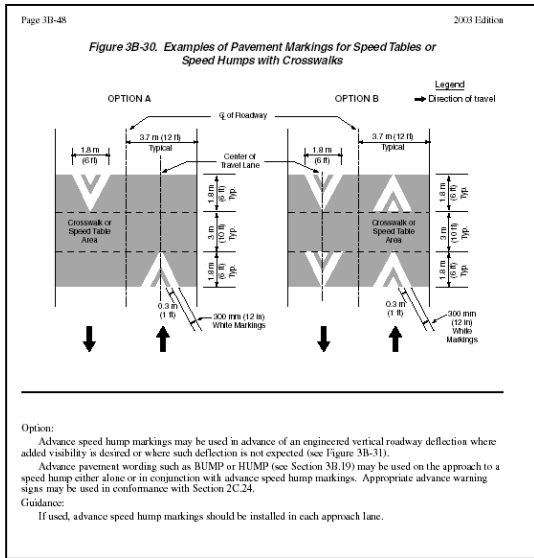 Page 3B-48
2003 Edition
Figure 3B-30. Examples of Pavement Markings for Speed Tables or
Speed Humps with Crosswalks
Legend
Direction of travel
OPTION A
OPTION B
℄ of Roadway
1.8 m
(6 ft)
3.7 m (12 ft)
Typical
Center of
Travel Lane
1.8 m
(6 ft)
3.7 m (12 ft)
Typical
1.8 m
(6 ft)
Typ.
3 m
(10 ft)
Typ.
1.8 m
(6 ft)
Typ.
Crosswalk or
Speed Table
Area
0.3 m
(1 ft)
300 mm (12 in)
White Markings
1.8 m
(6 ft)
Typ.
3 m
(10 ft)
Typ.
1.8 m
(6 ft)
Typ.
Crosswalk or
Speed Table
Area
0.3 m
(1 ft)
300 mm
(12 in)
White Markings
Option:
Advance speed hump markings may be used in advance of an engineered vertical roadway deflection where
added visibility is desired or where such deflection is not expected (see Figure 3B-31).
Advance pavement wording such as BUMP or HUMP (see Section 3B.19) may be used on the approach to a
speed hump either alone or in conjunction with advance speed hump markings. Appropriate advance warning
signs may be used in conformance with Section 2C.24.
Guidance:
If used, advance speed hump markings should be installed in each approach lane.